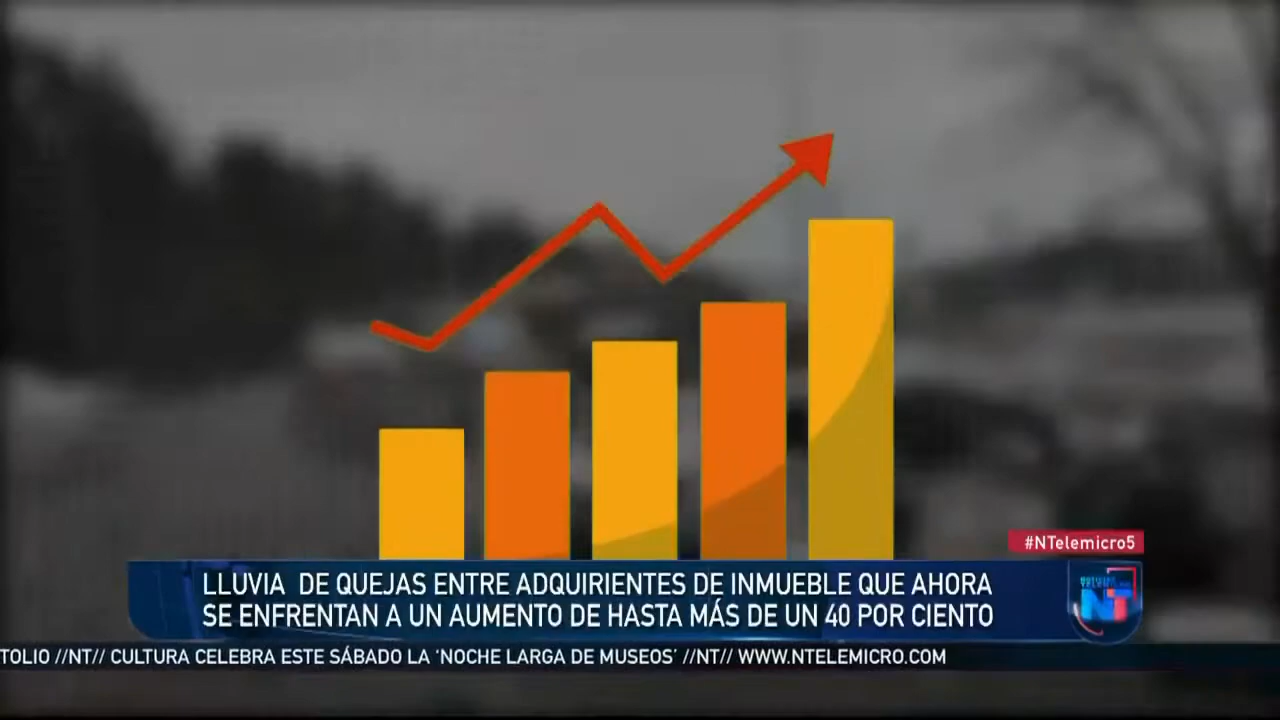 #NTelemicro5
LLUVIA DE QUEJAS ENTRE ADQUIRIENTES DE INMUEBLE QUE AHORA
SE ENFRENTAN A UN AUMENTO DE HASTA MÁS DE UN 40 POR CIENTO
NT
TOLIO //NT// CULTURA CELEBRA ESTE SÁBADO LA 'NOCHE LARGA DE MUSEOS' //NT// WWW.NTELEMICRO.COM